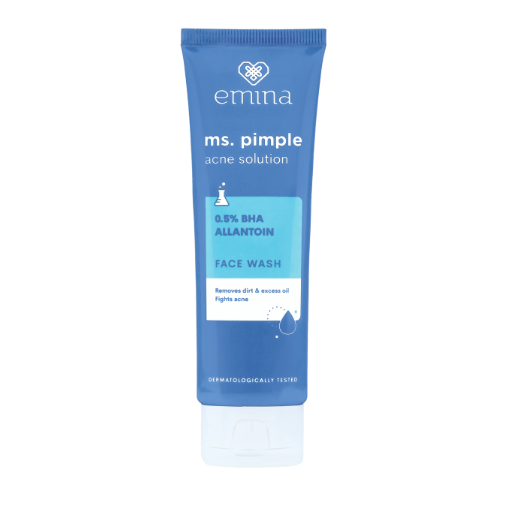 emina
ms. pimple
acne solution
0.5% BHA
ALLANTOIN
FACE WASH
Removes dirt & excess oil
Fights acne
DERMATOLOGICALLY TESTED